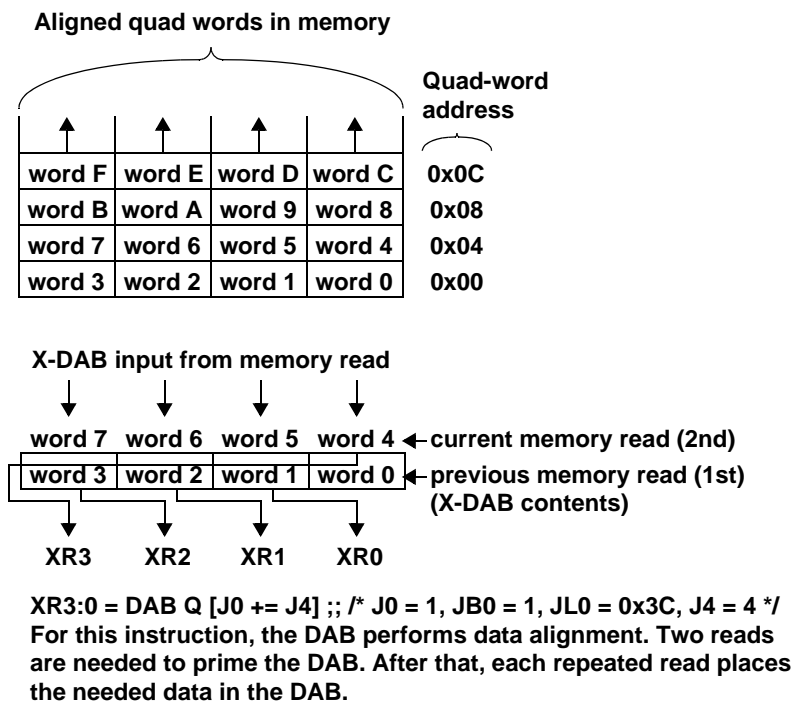 Aligned quad words in memory
Quad-word
address
word F word E word D word C 0x0C
word B word A word 9 word 8 0x08
word 7 word 6 word 5 word 4 0x04
word 3 word 2 word 1 word 0 0x00
X-DAB input from memory read
word 7 word 6 word 5 word 4 current memory read (2nd)
word 3 word 2 word 1 word 0 previous memory read (1st)
(X-DAB contents)
XR3 XR2 XR1 XR0
XR3:0 = DAB Q [J0 += J4] ;; /* J0 = 1, JB0 = 1, JL0 = 0x3C, J4 = 4 */
For this instruction, the DAB performs data alignment. Two reads
are needed to prime the DAB. After that, each repeated read places
the needed data in the DAB.